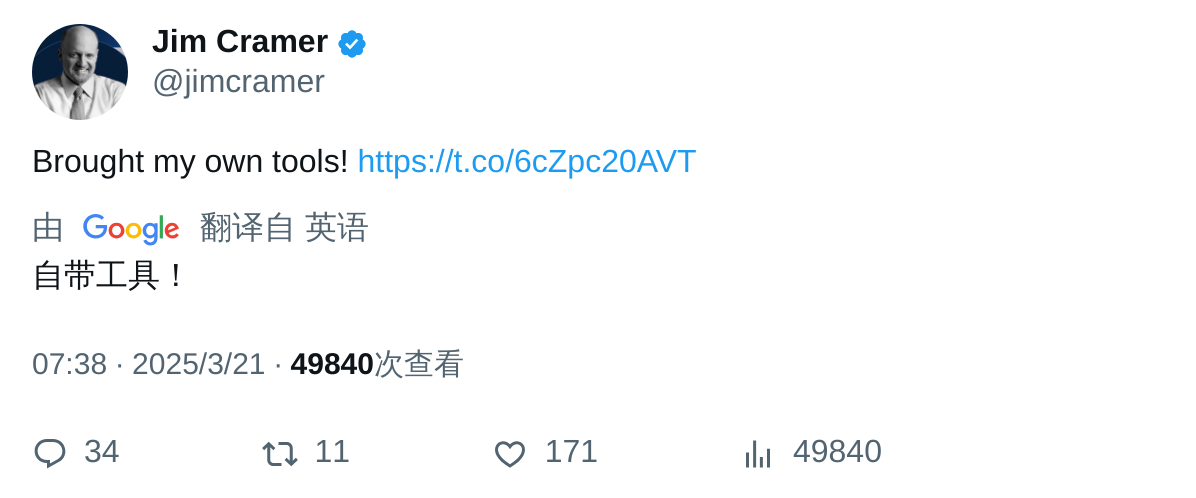 Jim Cramer
@jimcramer
Brought my own tools! https://t.co/6cZpc20AVT
由 Google 翻译自 英语
自带工具！
07:38 · 2025/3/21 · 49840次查看
34 11 171 49840